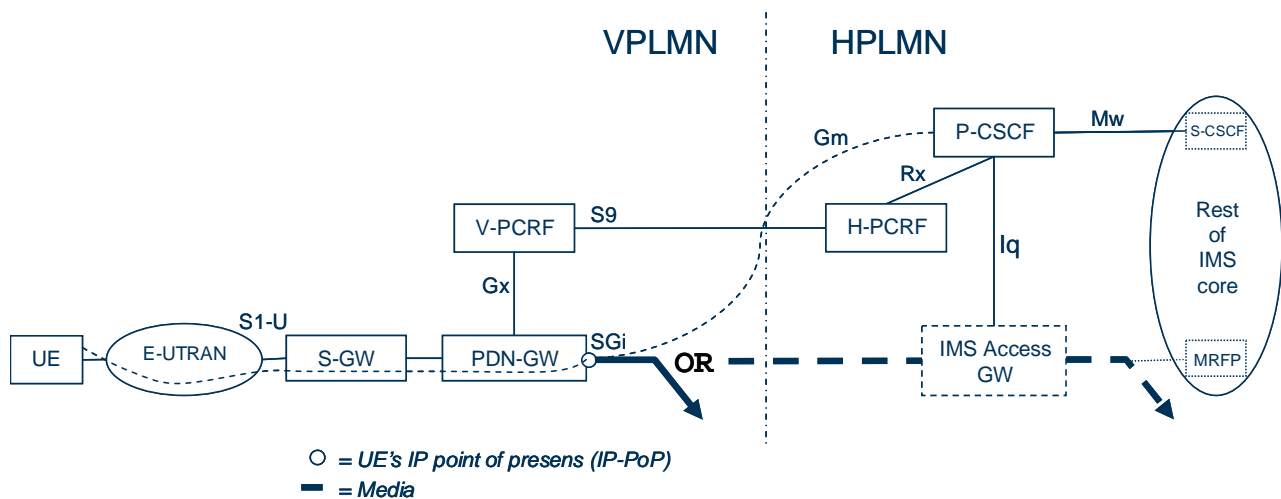 VPLMN
HPLMN
P-CSCF
Mw
S-CSCF
Gm
Rx
V-PCRF
S9
H-PCRF
Iq
Rest
of
IMS
core
Gx
S1-U
SGi
UE
E-UTRAN
S-GW
PDN-GW
OR
IMS Access
GW
MRFP
= UE's IP point of presens (IP-PoP)
= Media